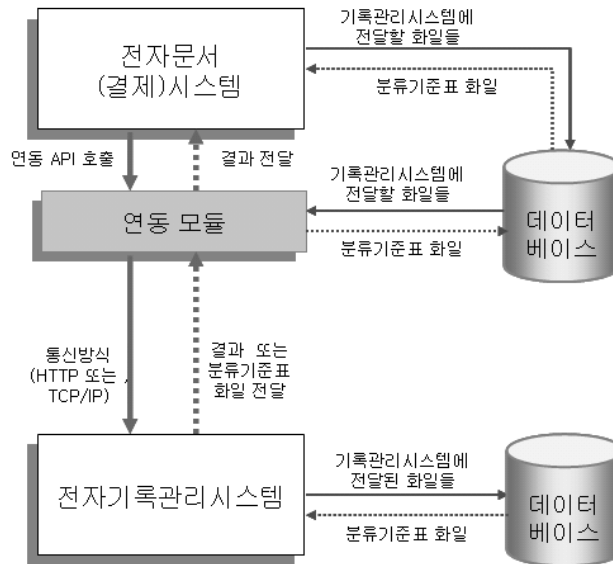 기록관리시스템에
전달할 화일들
전자문서
(결제)시스템
분류기준표 화일
연동 API 호출
결과 전달
기록관리시스템에
전달할 화일들
연동 모듈
데이터
베이스
분류기준표 화일
통신방식
(HTTP 또는 ,
TCP/IP)
결과 또는
분류기준표
화일 전달
기록관리시스템에
전달된 화일들
전자기록관리시스템
데이터
베이스
분류기준표 화일